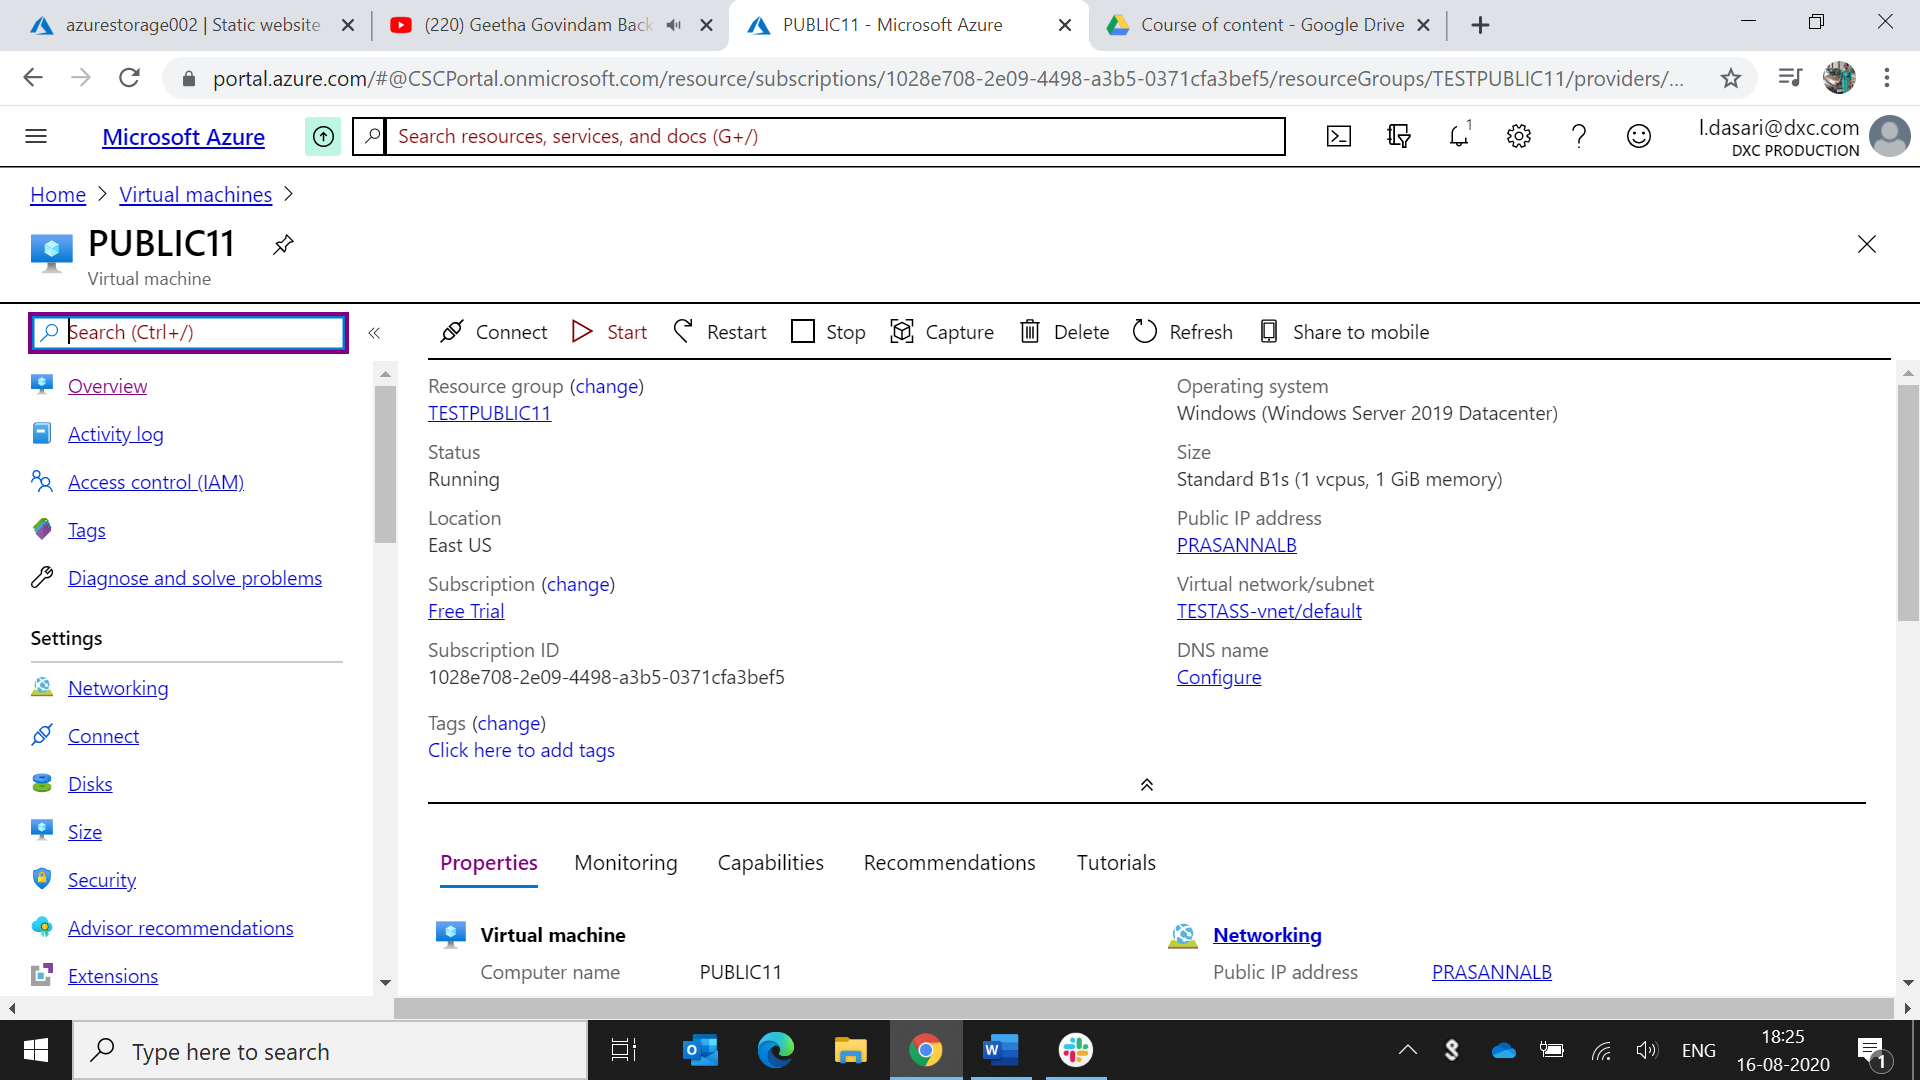 azurestorage002 | Static website
(220) Geetha Govindam Back
PUBLIC11 - Microsoft Azure
Course of content - Google Drive
portal.azure.com/#@CSCPortal.onmicrosoft.com/resource/subscriptions/1028e708-2e09-4498-a3b5-0371cfa3bef5/resourceGroups/TESTPUBLIC11/providers/...
Microsoft Azure
Search resources, services, and docs (G+/)
1
l.dasari@dxc.com
DXC PRODUCTION
Home > Virtual machines >
PUBLIC11
Virtual machine
Search (Ctrl+/)
«
Connect
Start
Restart
Stop
Capture
Delete
Refresh
Share to mobile
Overview
Activity log
Access control (IAM)
Tags
Diagnose and solve problems
Settings
Networking
Connect
Disks
Size
Security
Advisor recommendations
Extensions
Resource group (change)
TESTPUBLIC11
Status
Running
Location
East US
Subscription (change)
Free Trial
Subscription ID
1028e708-2e09-4498-a3b5-0371cfa3bef5
Tags (change)
Click here to add tags
Operating system
Windows (Windows Server 2019 Datacenter)
Size
Standard B1s (1 vcpus, 1 GiB memory)
Public IP address
PRASANNALB
Virtual network/subnet
TESTASS-vnet/default
DNS name
Configure
Properties
Monitoring
Capabilities
Recommendations
Tutorials
Virtual machine
Computer name
PUBLIC11
Networking
Public IP address
PRASANNALB
Type here to search
ENG
18:25
16-08-2020
1